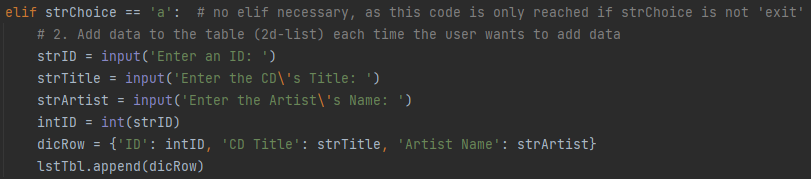 elif strChoice == 'a':  # no elif necessary, as this code is only reached if strChoice is not 'exit'
    # 2. Add data to the table (2d-list) each time the user wants to add data
    strID = input('Enter an ID: ')
    strTitle = input('Enter the CD\'s Title: ')
    strArtist = input('Enter the Artist\'s Name: ')
    intID = int(strID)
    dicRow = {'ID': intID, 'CD Title': strTitle, 'Artist Name': strArtist}
    lstTbl.append(dicRow)